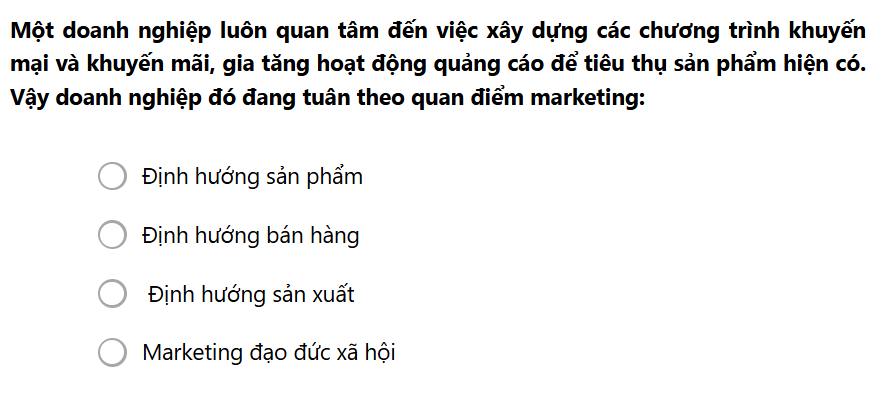 Một doanh nghiệp luôn quan tâm đến việc xây dựng các chương trình khuyến
mại và khuyến mãi, gia tăng hoạt động quảng cáo để tiêu thụ sản phẩm hiện có.
Vậy doanh nghiệp đó đang tuân theo quan điểm marketing:
Định hướng sản phẩm
Định hướng bán hàng
Định hướng sản xuất
Marketing đạo đức xã hội